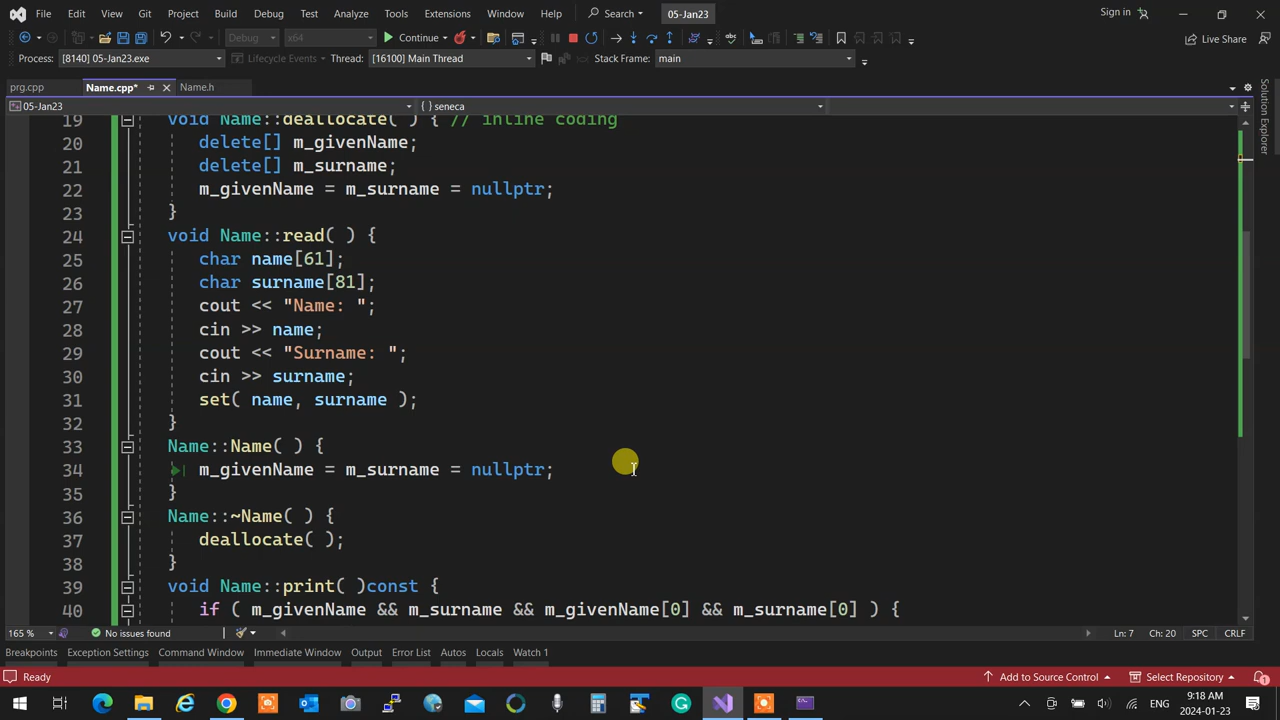 File Edit View Git Project Build Debug Test Analyze Tools Extensions Window Help Search 05-Jan23 Sign in
Debug x64 Continue Live Share
Process: [8140] 05-Jan23.exe Lifecycle Events Thread: [16100] Main Thread Stack Frame: main
prg.cpp Name.cpp* Name.h
05-Jan23 { } seneca
19 void Name::deallocate( ) { // inline coding
20 delete[] m_givenName;
21 delete[] m_surname;
22 m_givenName = m_surname = nullptr;
23 }
24 void Name::read( ) {
25 char name[61];
26 char surname[81];
27 cout << "Name: ";
28 cin >> name;
29 cout << "Surname: ";
30 cin >> surname;
31 set( name, surname );
32 }
33 Name::Name( ) {
34 m_givenName = m_surname = nullptr;
35 }
36 Name::~Name( ) {
37 deallocate( );
38 }
39 void Name::print( )const {
40 if ( m_givenName && m_surname && m_givenName[0] && m_surname[0] ) {
165 % No issues found Ln: 7 Ch: 20 SPC CRLF
Breakpoints Exception Settings Command Window Immediate Window Output Error List Autos Locals Watch 1
Ready Add to Source Control Select Repository 1
ENG 9:18 AM
2024-01-23
Solution Explorer